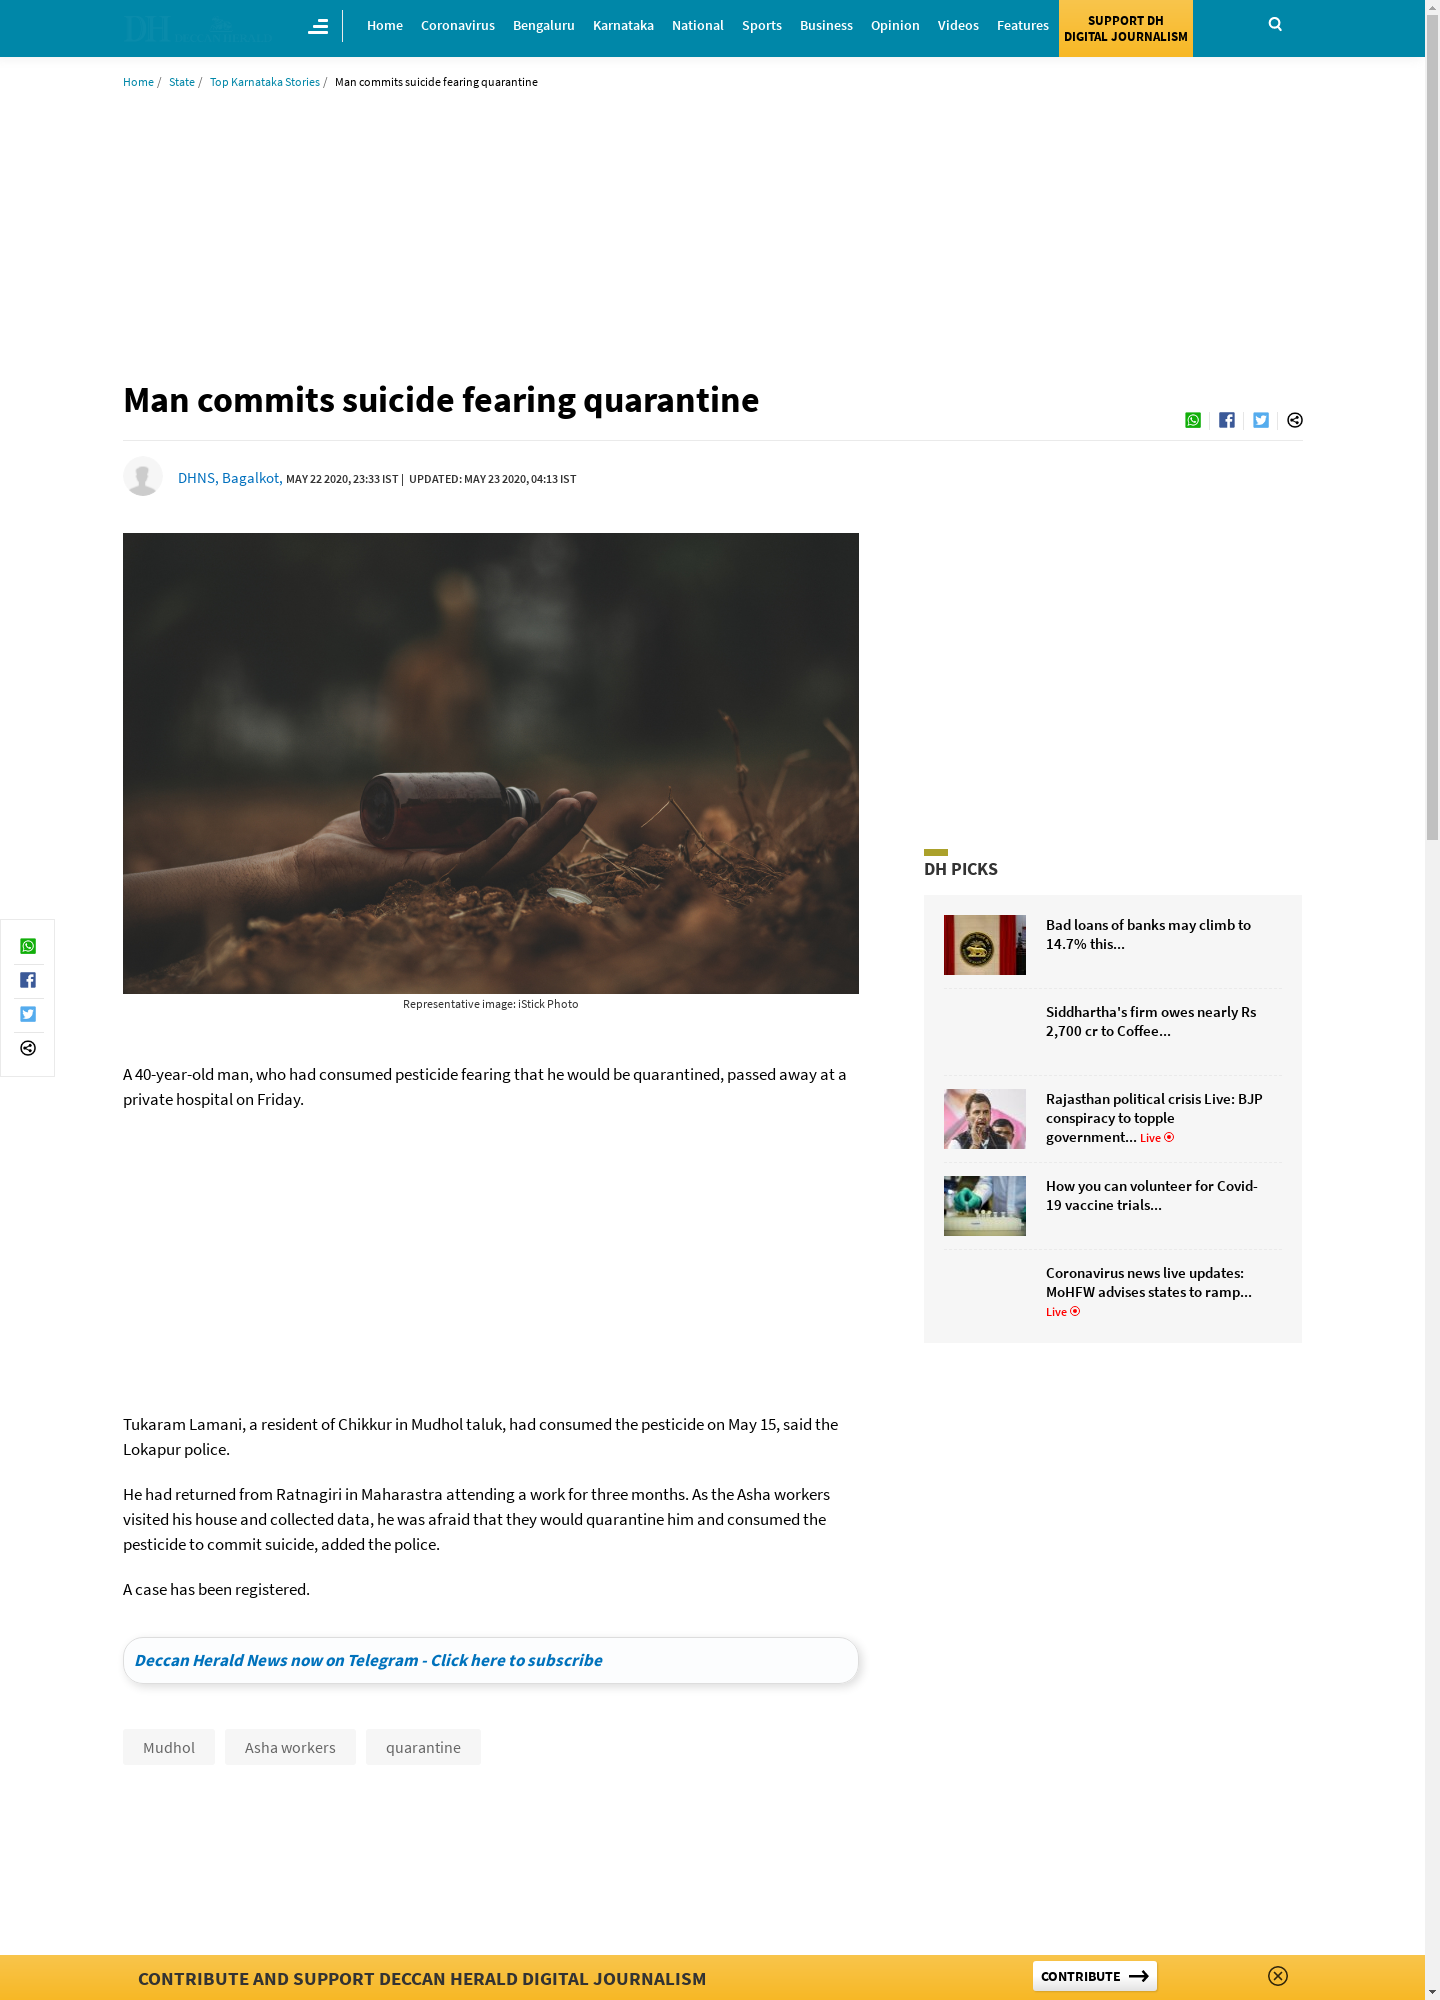 DH DECCAN HERALD
Home Coronavirus Bengaluru Karnataka National Sports Business Opinion Videos Features
SUPPORT DH
DIGITAL JOURNALISM
Home / State / Top Karnataka Stories / Man commits suicide fearing quarantine
Man commits suicide fearing quarantine
DHNS, Bagalkot, MAY 22 2020, 23:33 IST | UPDATED: MAY 23 2020, 04:13 IST
Representative image: iStick Photo
A 40-year-old man, who had consumed pesticide fearing that he would be quarantined, passed away at a
private hospital on Friday.
Tukaram Lamani, a resident of Chikkur in Mudhol taluk, had consumed the pesticide on May 15, said the
Lokapur police.
He had returned from Ratnagiri in Maharastra attending a work for three months. As the Asha workers
visited his house and collected data, he was afraid that they would quarantine him and consumed the
pesticide to commit suicide, added the police.
A case has been registered.
Deccan Herald News now on Telegram - Click here to subscribe
Mudhol Asha workers quarantine
DH PICKS
Bad loans of banks may climb to
14.7% this...
Siddhartha's firm owes nearly Rs
2,700 cr to Coffee...
Rajasthan political crisis Live: BJP
conspiracy to topple
government... Live
How you can volunteer for Covid-
19 vaccine trials...
Coronavirus news live updates:
MoHFW advises states to ramp...
Live
CONTRIBUTE AND SUPPORT DECCAN HERALD DIGITAL JOURNALISM
CONTRIBUTE